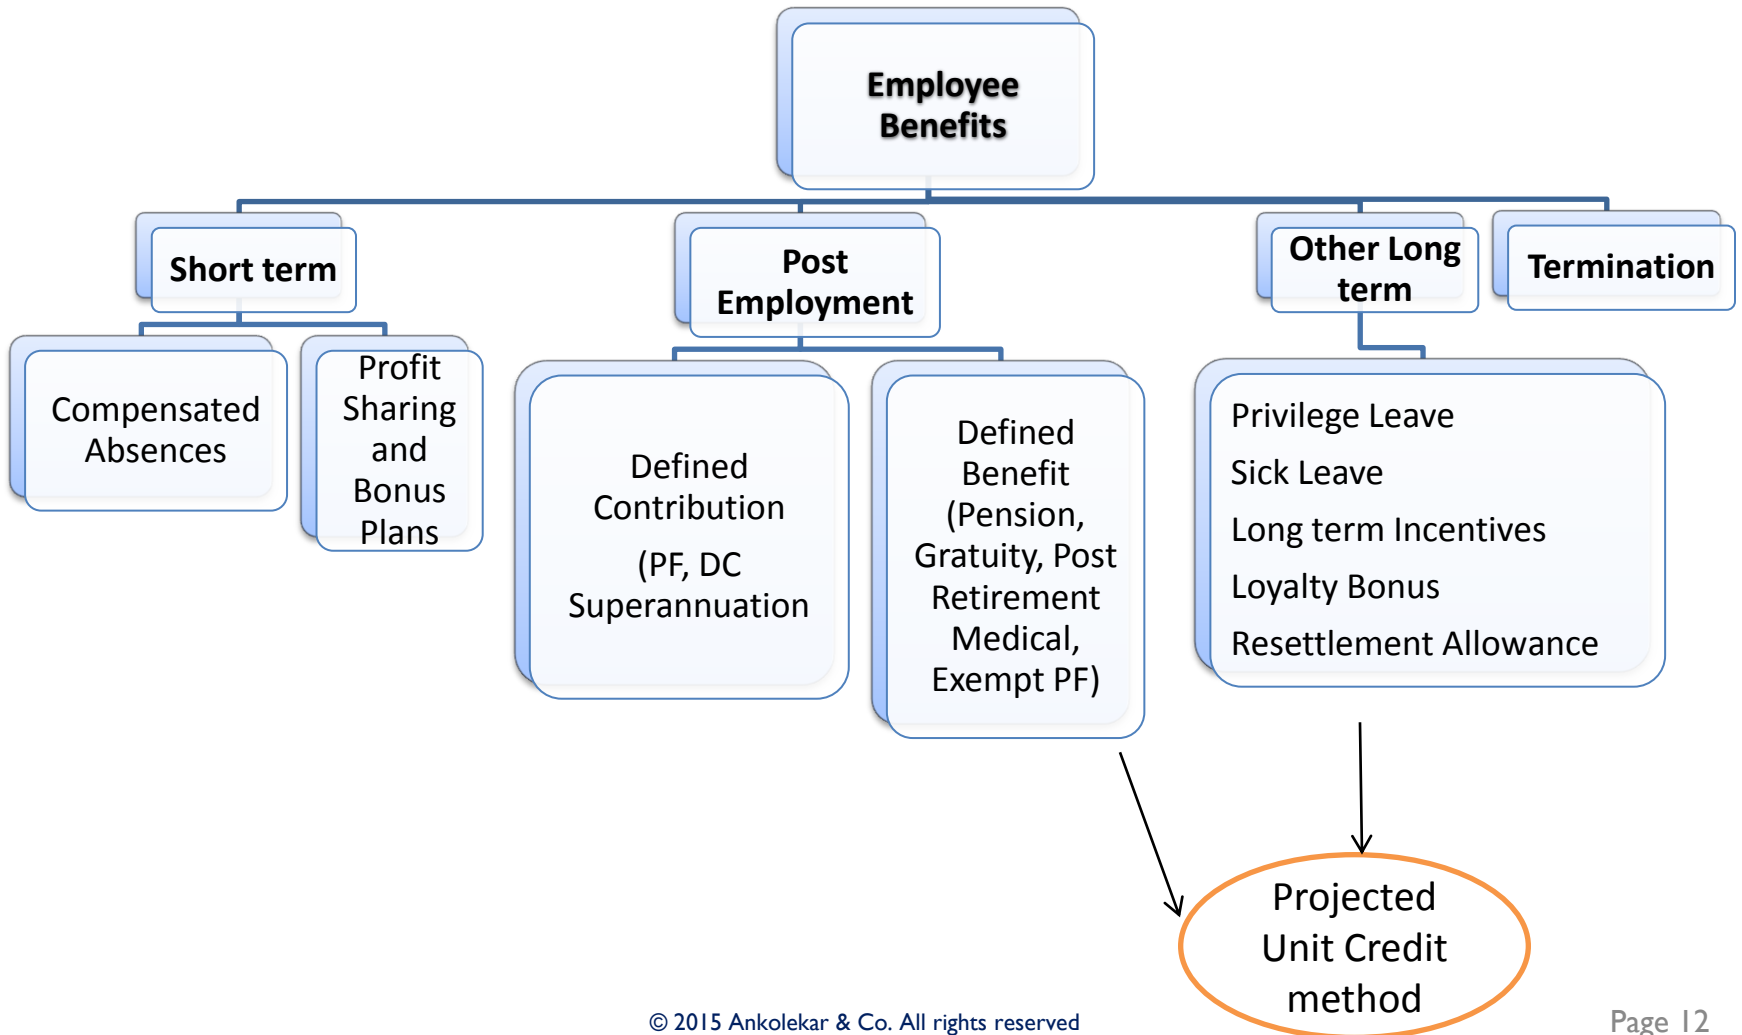 Employee
Benefits
Short term
Post
Employment
Other Long
term
Termination
Compensated
Absences
Profit
Sharing
and
Bonus
Plans
Defined
Contribution
(PF, DC
Superannuation
Defined
Benefit
(Pension,
Gratuity, Post
Retirement
Medical,
Exempt PF)
Privilege Leave
Sick Leave
Long term Incentives
Loyalty Bonus
Resettlement Allowance
Projected
Unit Credit
method
© 2015 Ankolekar & Co. All rights reserved
Page 12